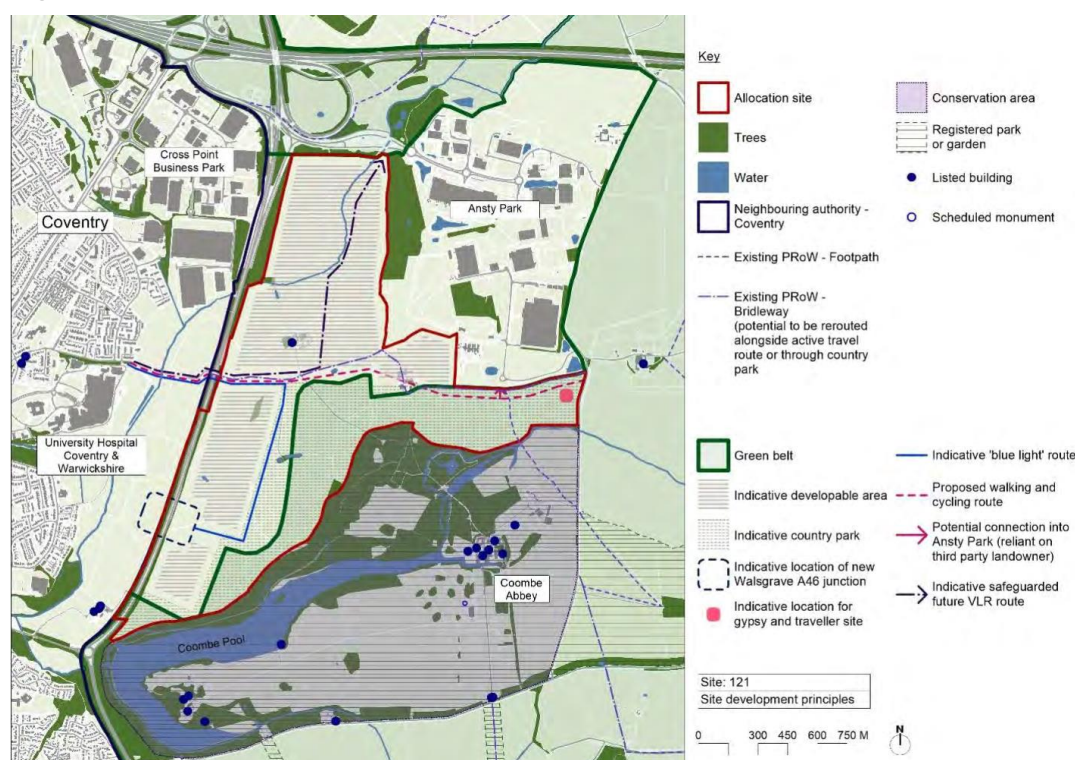 Cross Point
Business Park
Coventry
Ansty Park
University Hospital
Coventry &
Warwickshire
Coombe
Abbey
Coombe Pool
Key
Allocation site
Trees
Water
Neighbouring authority -
Coventry
Existing PRoW - Footpath
Existing PRoW -
Bridleway
(potential to be rerouted
alongside active travel
route or through country
park
Conservation area
Registered park
or garden
Listed building
Scheduled monument
Green belt
Indicative developable area
Indicative country park
Indicative location of new
Walsgrave A46 junction
Indicative location for
gypsy and traveller site
Indicative 'blue light' route
Proposed walking and
cycling route
Potential connection into
Ansty Park (reliant on
third party landowner)
Indicative safeguarded
future VLR route
Site: 121
Site development principles
0 300 450 600 750 M
N